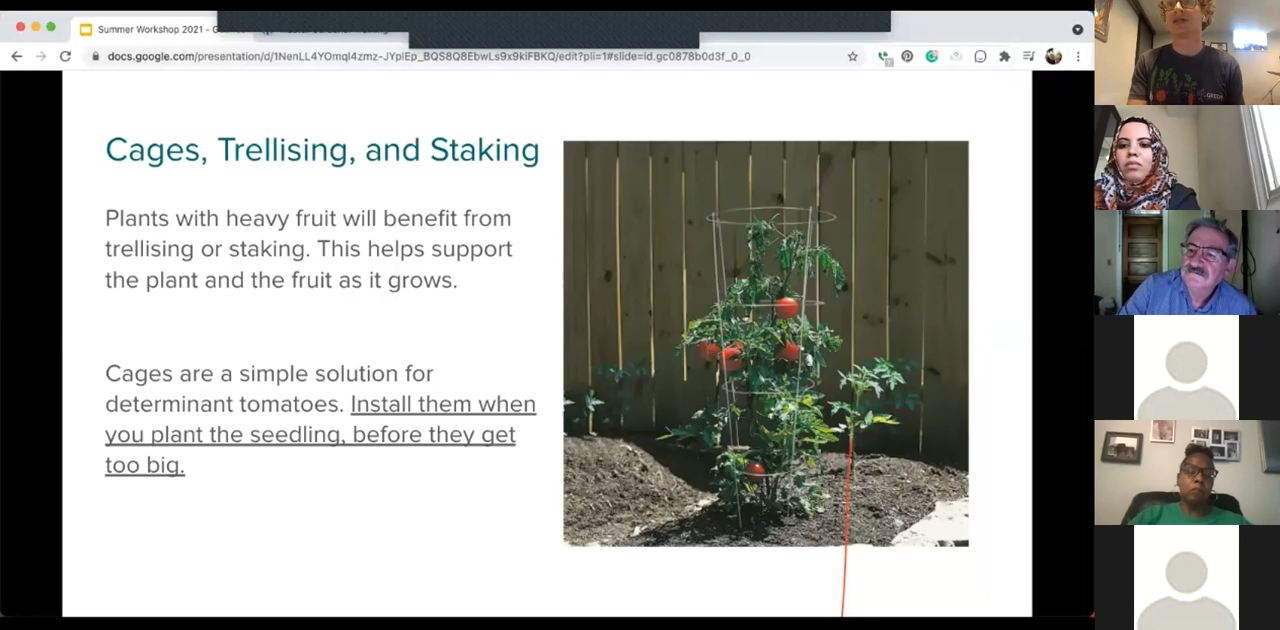 Summer Workshop 2021 - G
docs.google.com/presentation/d/1NenLL4YOmql4zmz-JYplEp_BQS8Q8EbwLs9x9kiFBKQ/edit?pli=1#slide=id.gc0878b0d3f_0_0
Cages, Trellising, and Staking
Plants with heavy fruit will benefit from
trellising or staking. This helps support
the plant and the fruit as it grows.
Cages are a simple solution for
determinant tomatoes. Install them when
you plant the seedling, before they get
too big.